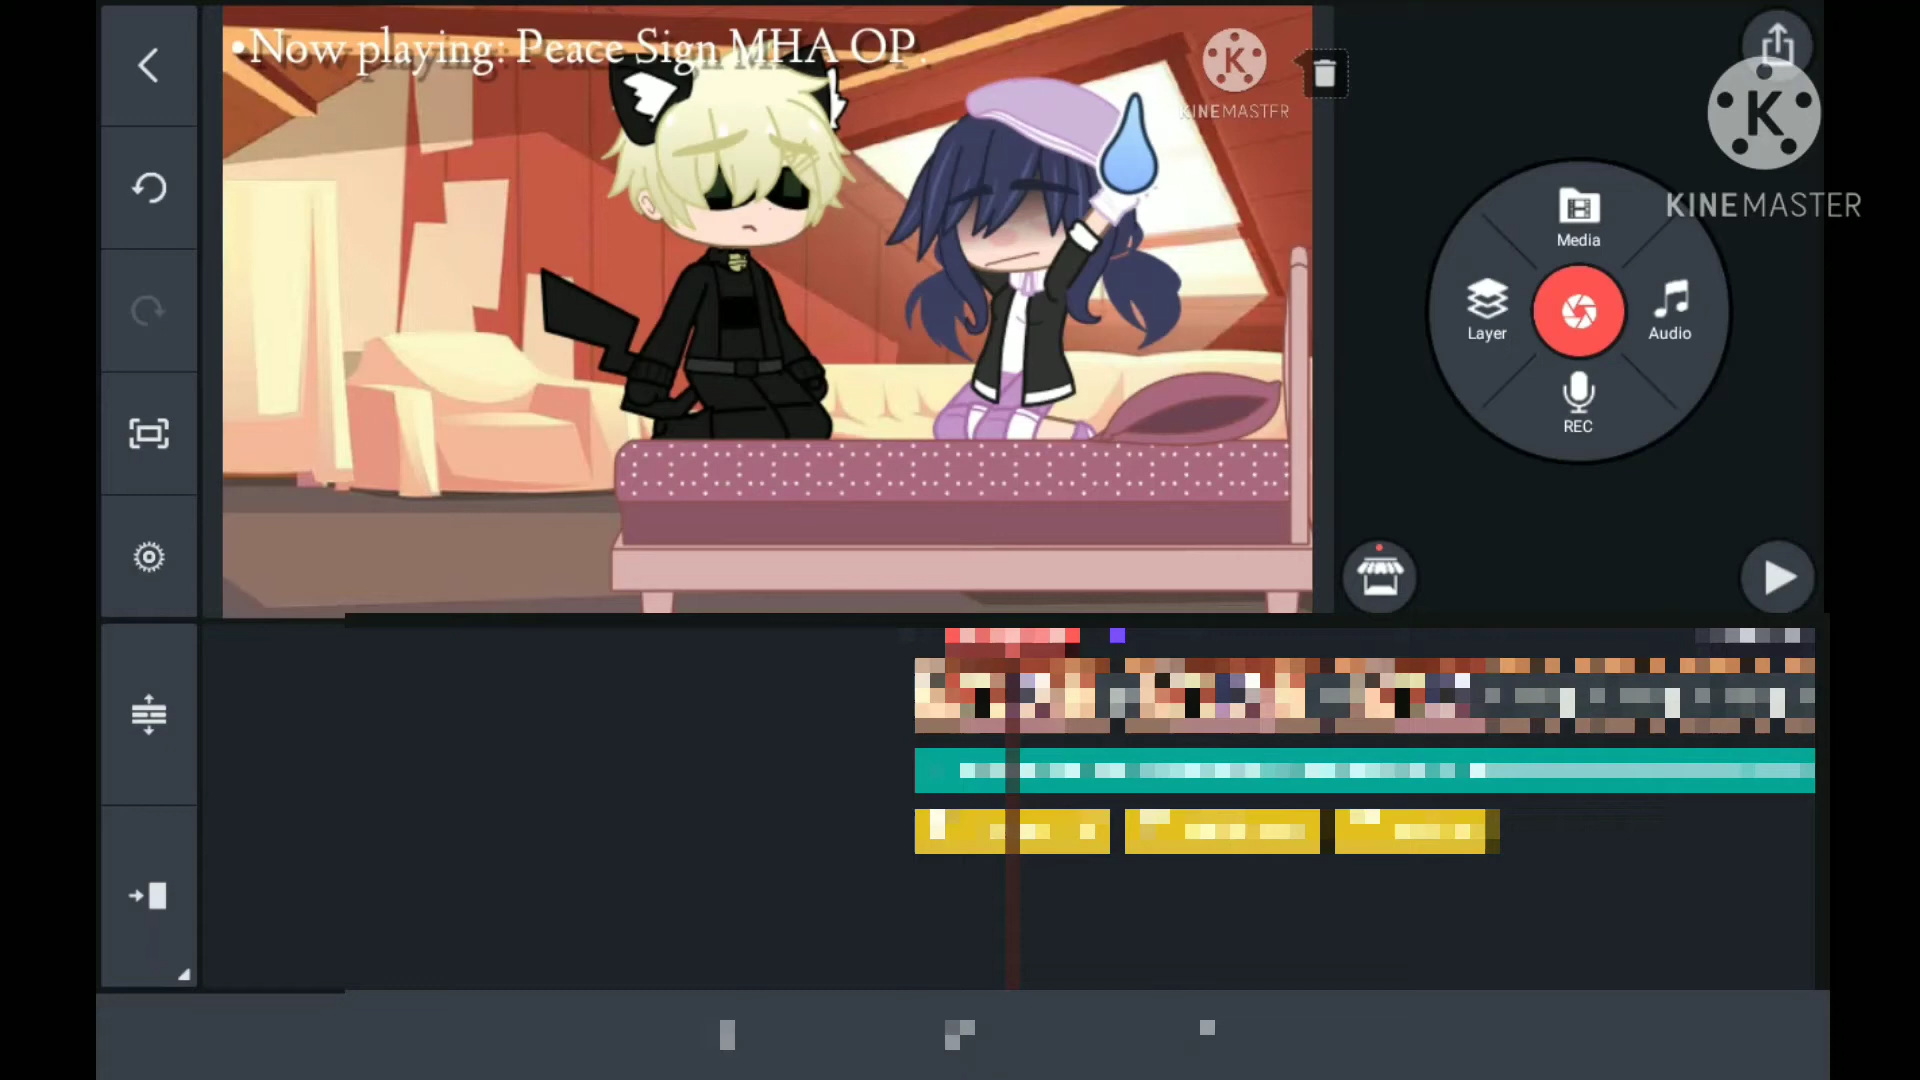 •Now playing: Peace Sign MHA OP.
KINEMASTER
KINEMASTER
Media
Layer
Audio
REC